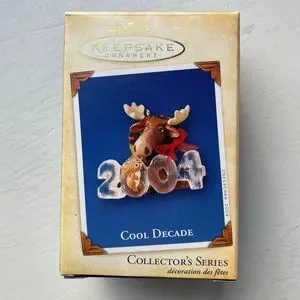 KEEPSAKE
ORNAMENT
2004
COOL DECADE
COLLECTOR'S SERIES
décoration des fêtes